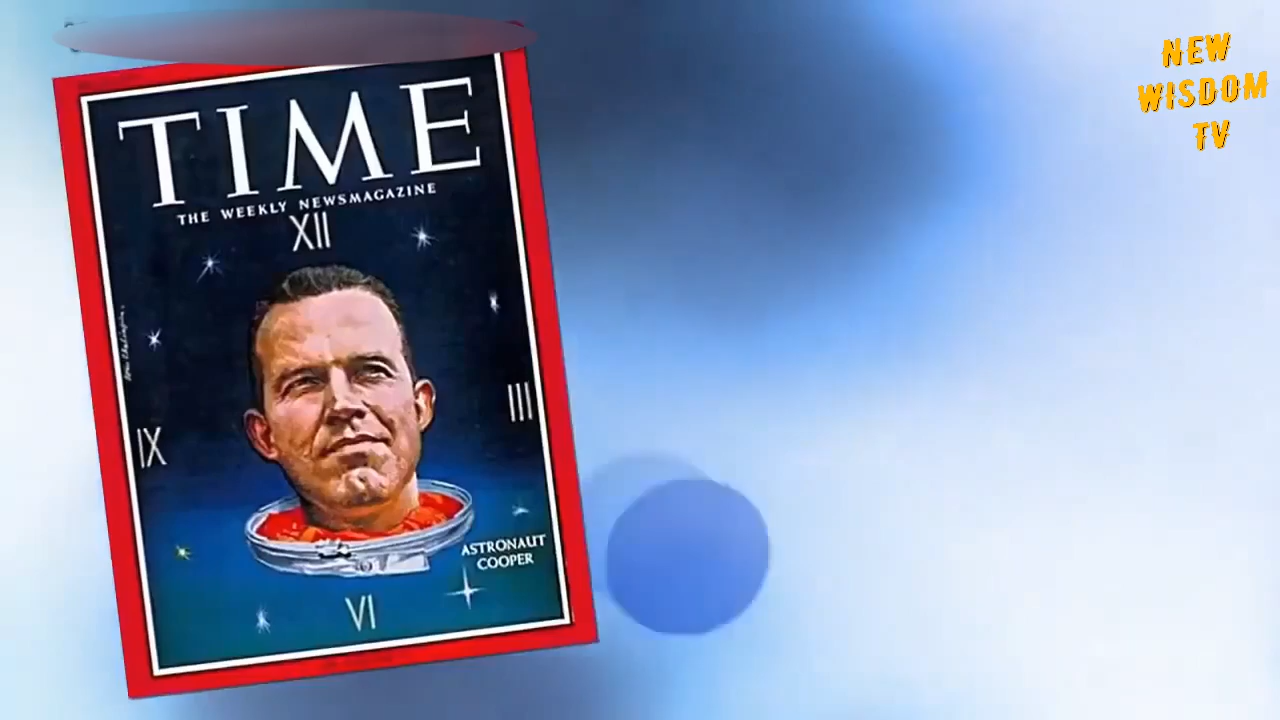 TIME
THE WEEKLY NEWSMAGAZINE
XII
III
IX
ASTRONAUT
COOPER
VI
NEW
WISDOM
TV